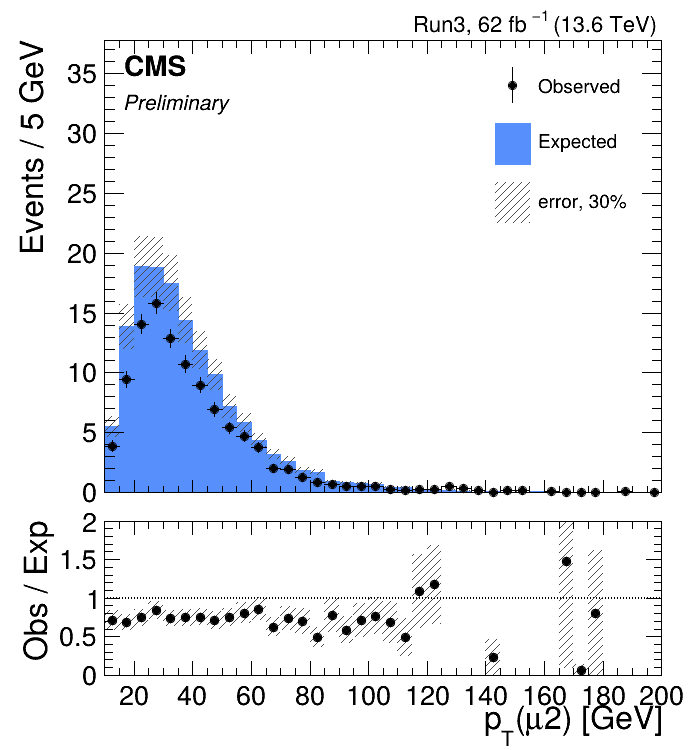 Run3, 62 fb⁻¹ (13.6 TeV)
CMS
Preliminary
Observed
Expected
error, 30%
Events / 5 GeV
35
30
25
20
15
10
5
0
Obs / Exp
2
1.5
1
0.5
0
20 40 60 80 100 120 140 160 180 200
p_T(μ2) [GeV]